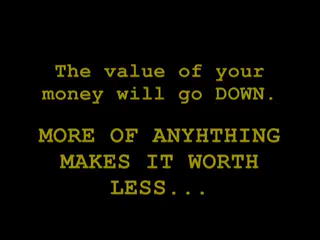 The value of your
money will go DOWN.
MORE OF ANYHTHING
MAKES IT WORTH
LESS...